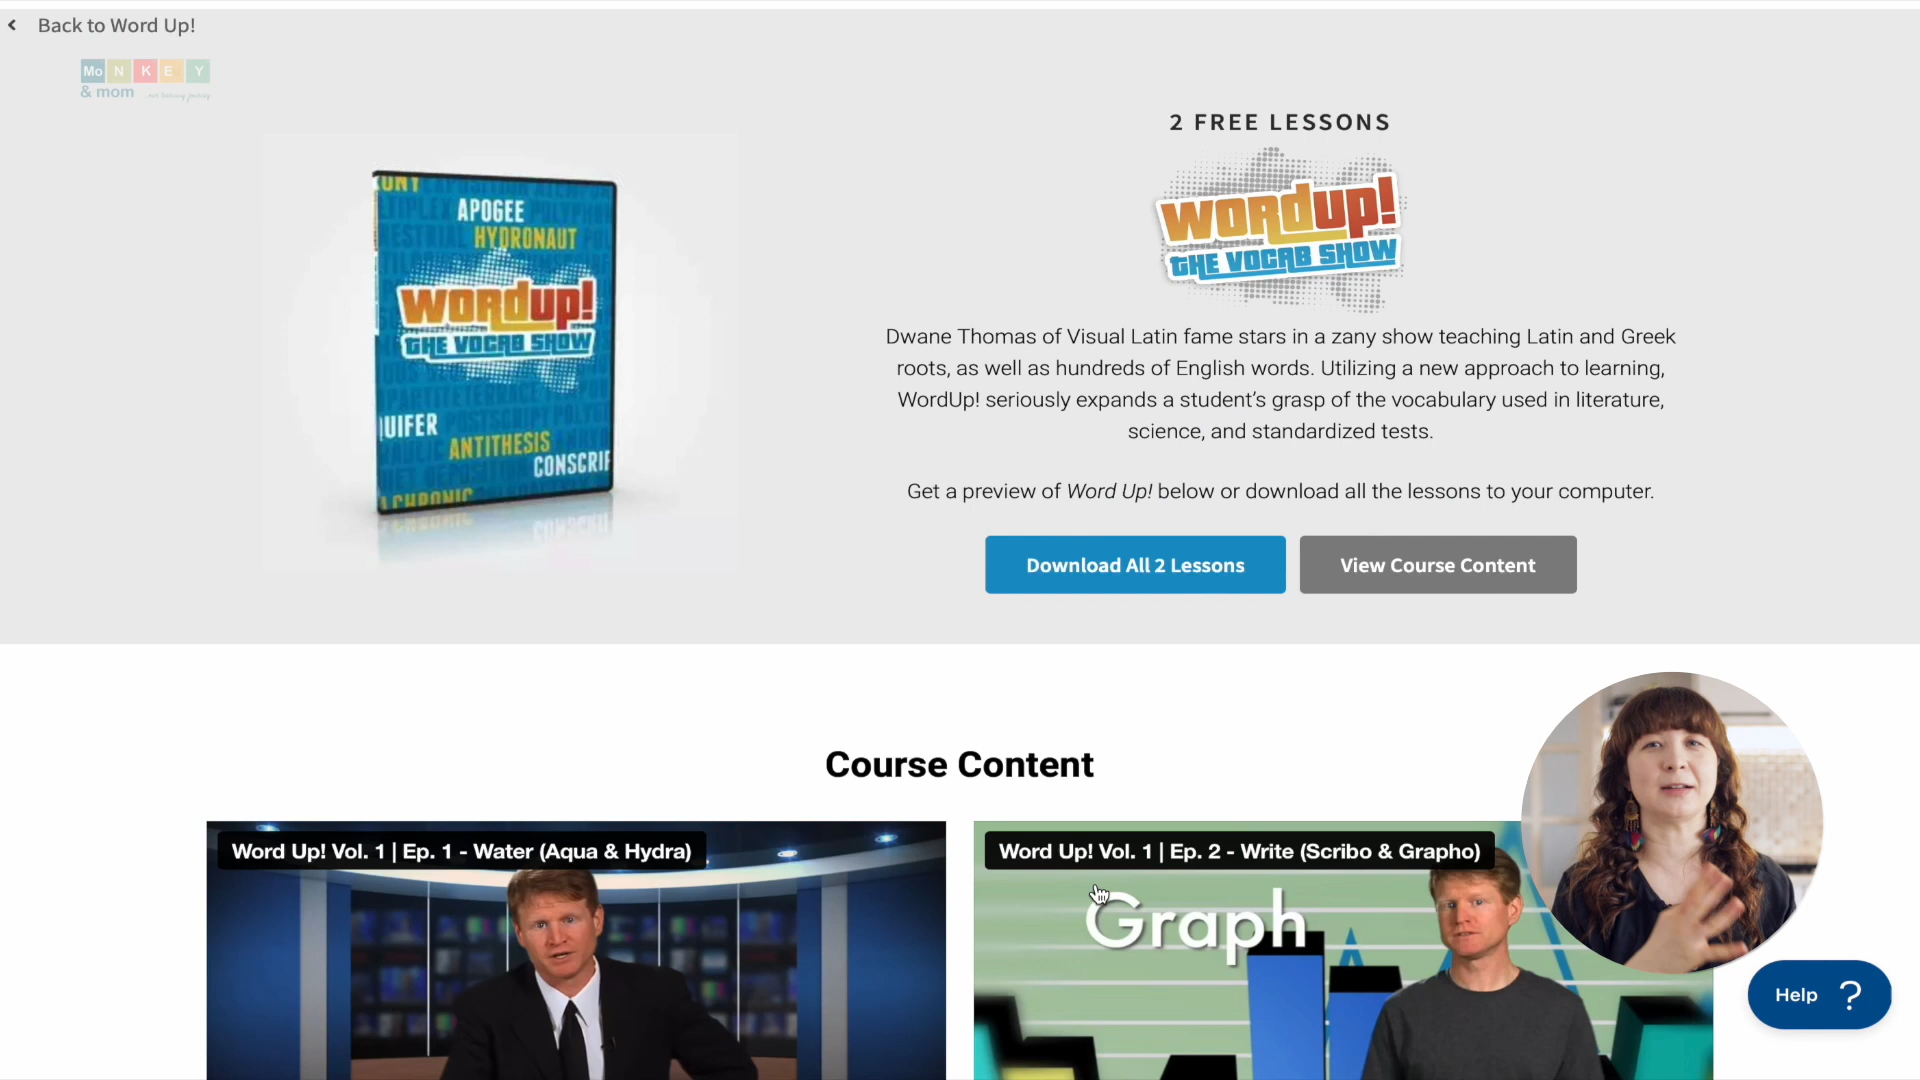 Back to Word Up!
MoNKEY
& mom
2 FREE LESSONS
WORDUP!
THE VOCAB SHOW
APOGEE
HYDRONAUT
WORDUP!
THE VOCAB SHOW
QUIFER
ANTITHESIS
CONSCRIP
Dwane Thomas of Visual Latin fame stars in a zany show teaching Latin and Greek
roots, as well as hundreds of English words. Utilizing a new approach to learning,
WordUp! seriously expands a student’s grasp of the vocabulary used in literature,
science, and standardized tests.
Get a preview of Word Up! below or download all the lessons to your computer.
Download All 2 Lessons
View Course Content
Course Content
Word Up! Vol. 1 | Ep. 1 - Water (Aqua & Hydra)
Word Up! Vol. 1 | Ep. 2 - Write (Scribo & Grapho)
Graph
Help ?